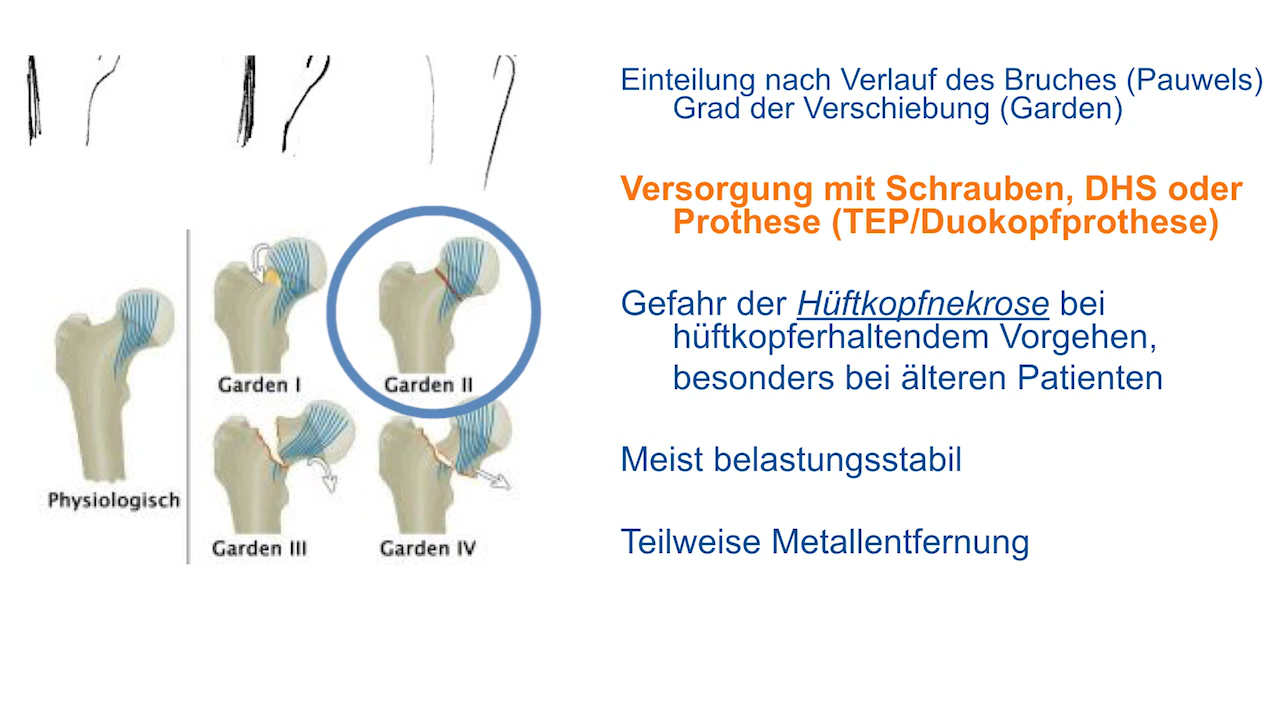 Einteilung nach Verlauf des Bruches (Pauwels)
Grad der Verschiebung (Garden)
Versorgung mit Schrauben, DHS oder
Prothese (TEP/Duokopfprothese)
Gefahr der Hüftkopfnekrose bei
hüftkopferhaltendem Vorgehen,
besonders bei älteren Patienten
Meist belastungsstabil
Teilweise Metallentfernung
Physiologisch
Garden I
Garden II
Garden III
Garden IV